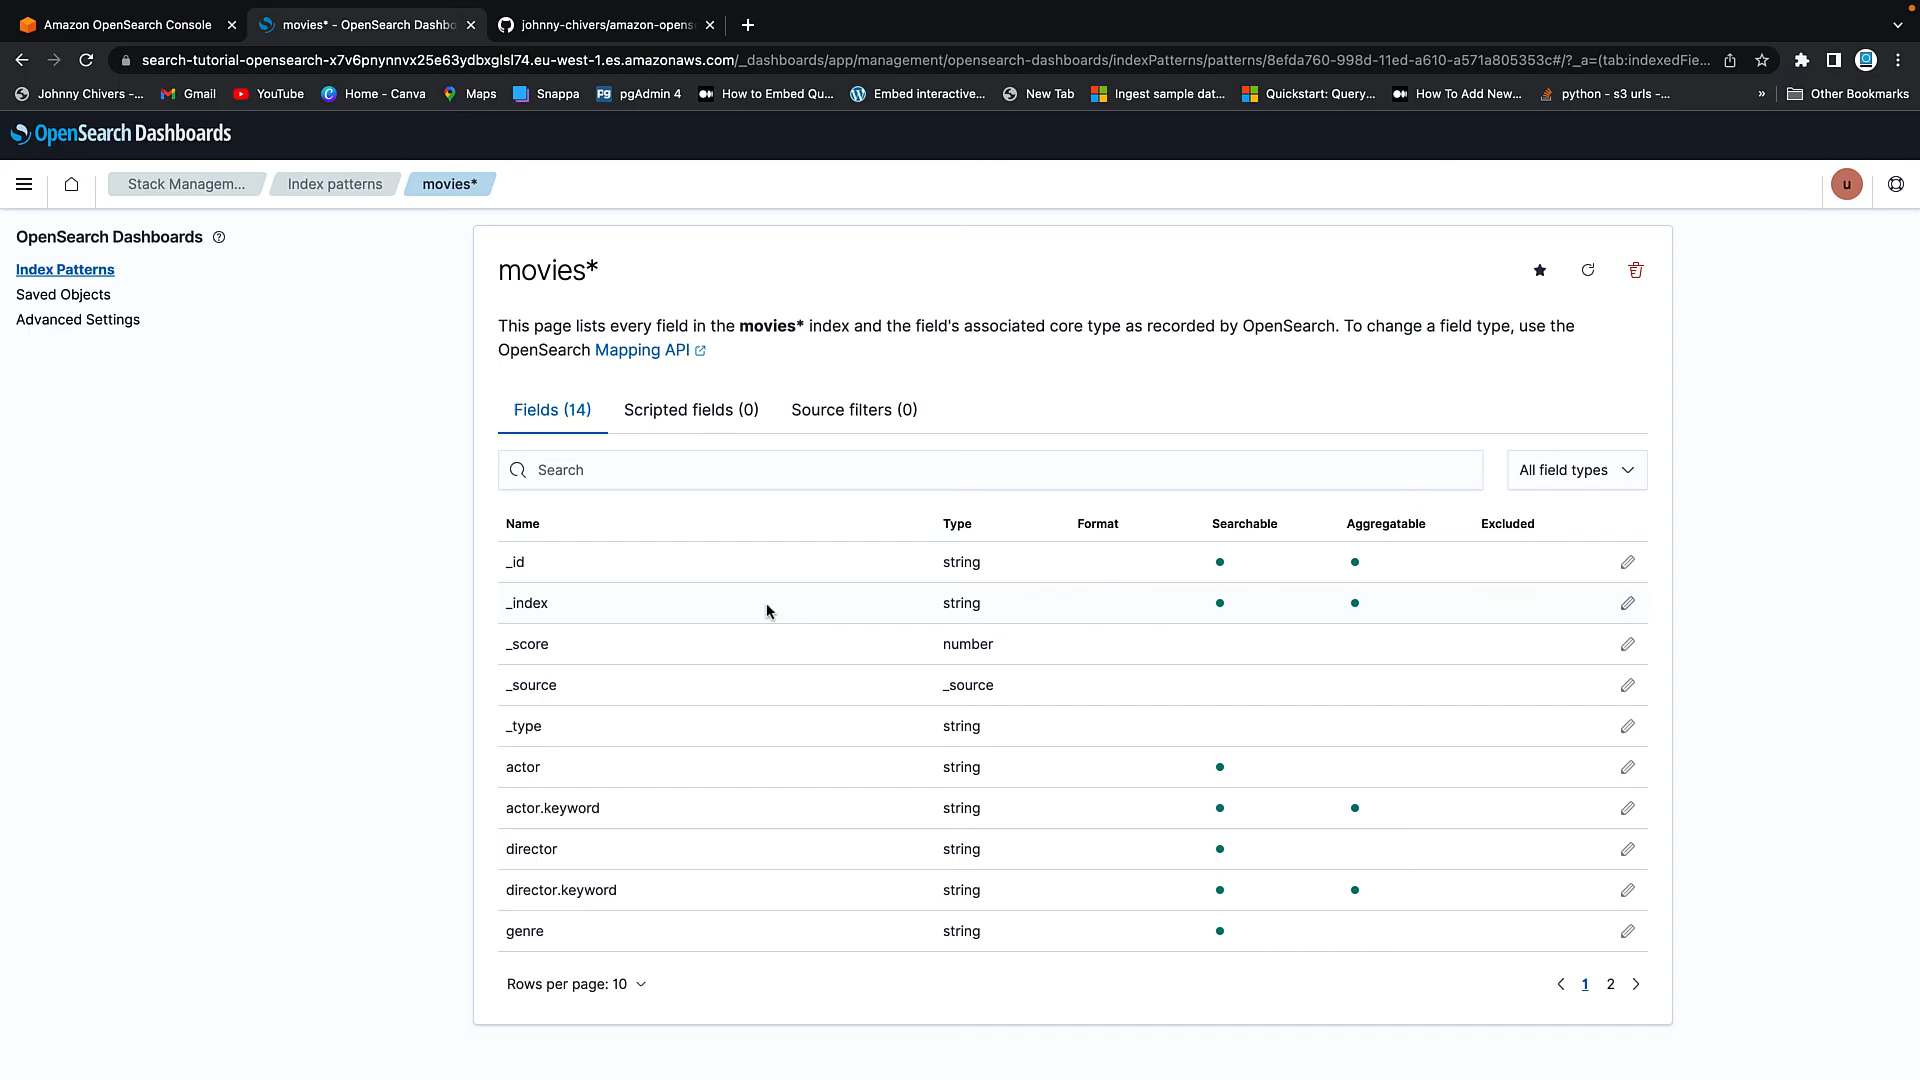 Amazon OpenSearch Console
movies* - OpenSearch Dashbo
johnny-chivers/amazon-opens
search-tutorial-opensearch-x7v6pnynnvx25e63ydbxglsl74.eu-west-1.es.amazonaws.com/_dashboards/app/management/opensearch-dashboards/indexPatterns/patterns/8efda760-998d-11ed-a610-a571a805353c#/?_a=(tab:indexedFie...
Johnny Chivers -... Gmail YouTube Home - Canva Maps Snappa pgAdmin 4 How to Embed Qu... Embed interactive... New Tab Ingest sample dat... Quickstart: Query... How To Add New... python - s3 urls -... » Other Bookmarks
OpenSearch Dashboards
Stack Managem... Index patterns movies* u
OpenSearch Dashboards
Index Patterns
Saved Objects
Advanced Settings
movies*
This page lists every field in the movies* index and the field's associated core type as recorded by OpenSearch. To change a field type, use the
OpenSearch Mapping API
Fields (14) Scripted fields (0) Source filters (0)
Search All field types
Name Type Format Searchable Aggregatable Excluded
_id string
_index string
_score number
_source _source
_type string
actor string
actor.keyword string
director string
director.keyword string
genre string
Rows per page: 10 1 2